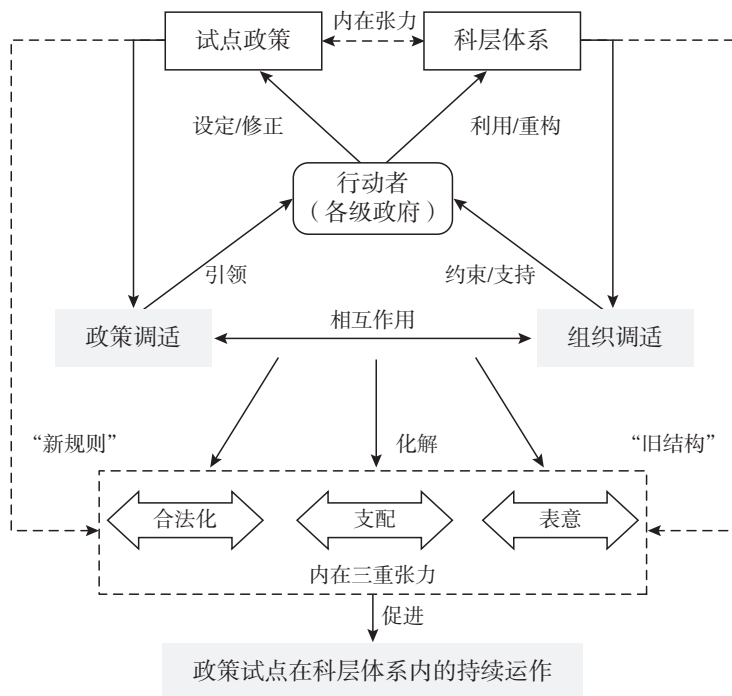 试点政策
内在张力
科层体系
设定/修正
利用/重构
行动者
（各级政府）
引领
约束/支持
政策调适
相互作用
组织调适
“新规则”
化解
“旧结构”
合法化
支配
表意
内在三重张力
促进
政策试点在科层体系内的持续运作